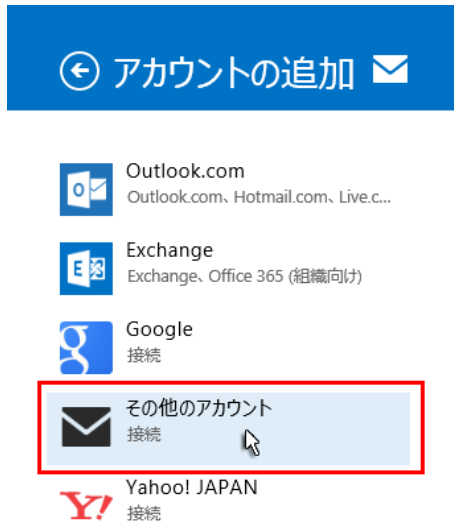 アカウントの追加
Outlook.com
Outlook.com、Hotmail.com、Live.c...
Exchange
Exchange、Office 365 (組織向け)
Google
接続
その他のアカウント
接続
Yahoo! JAPAN
接続